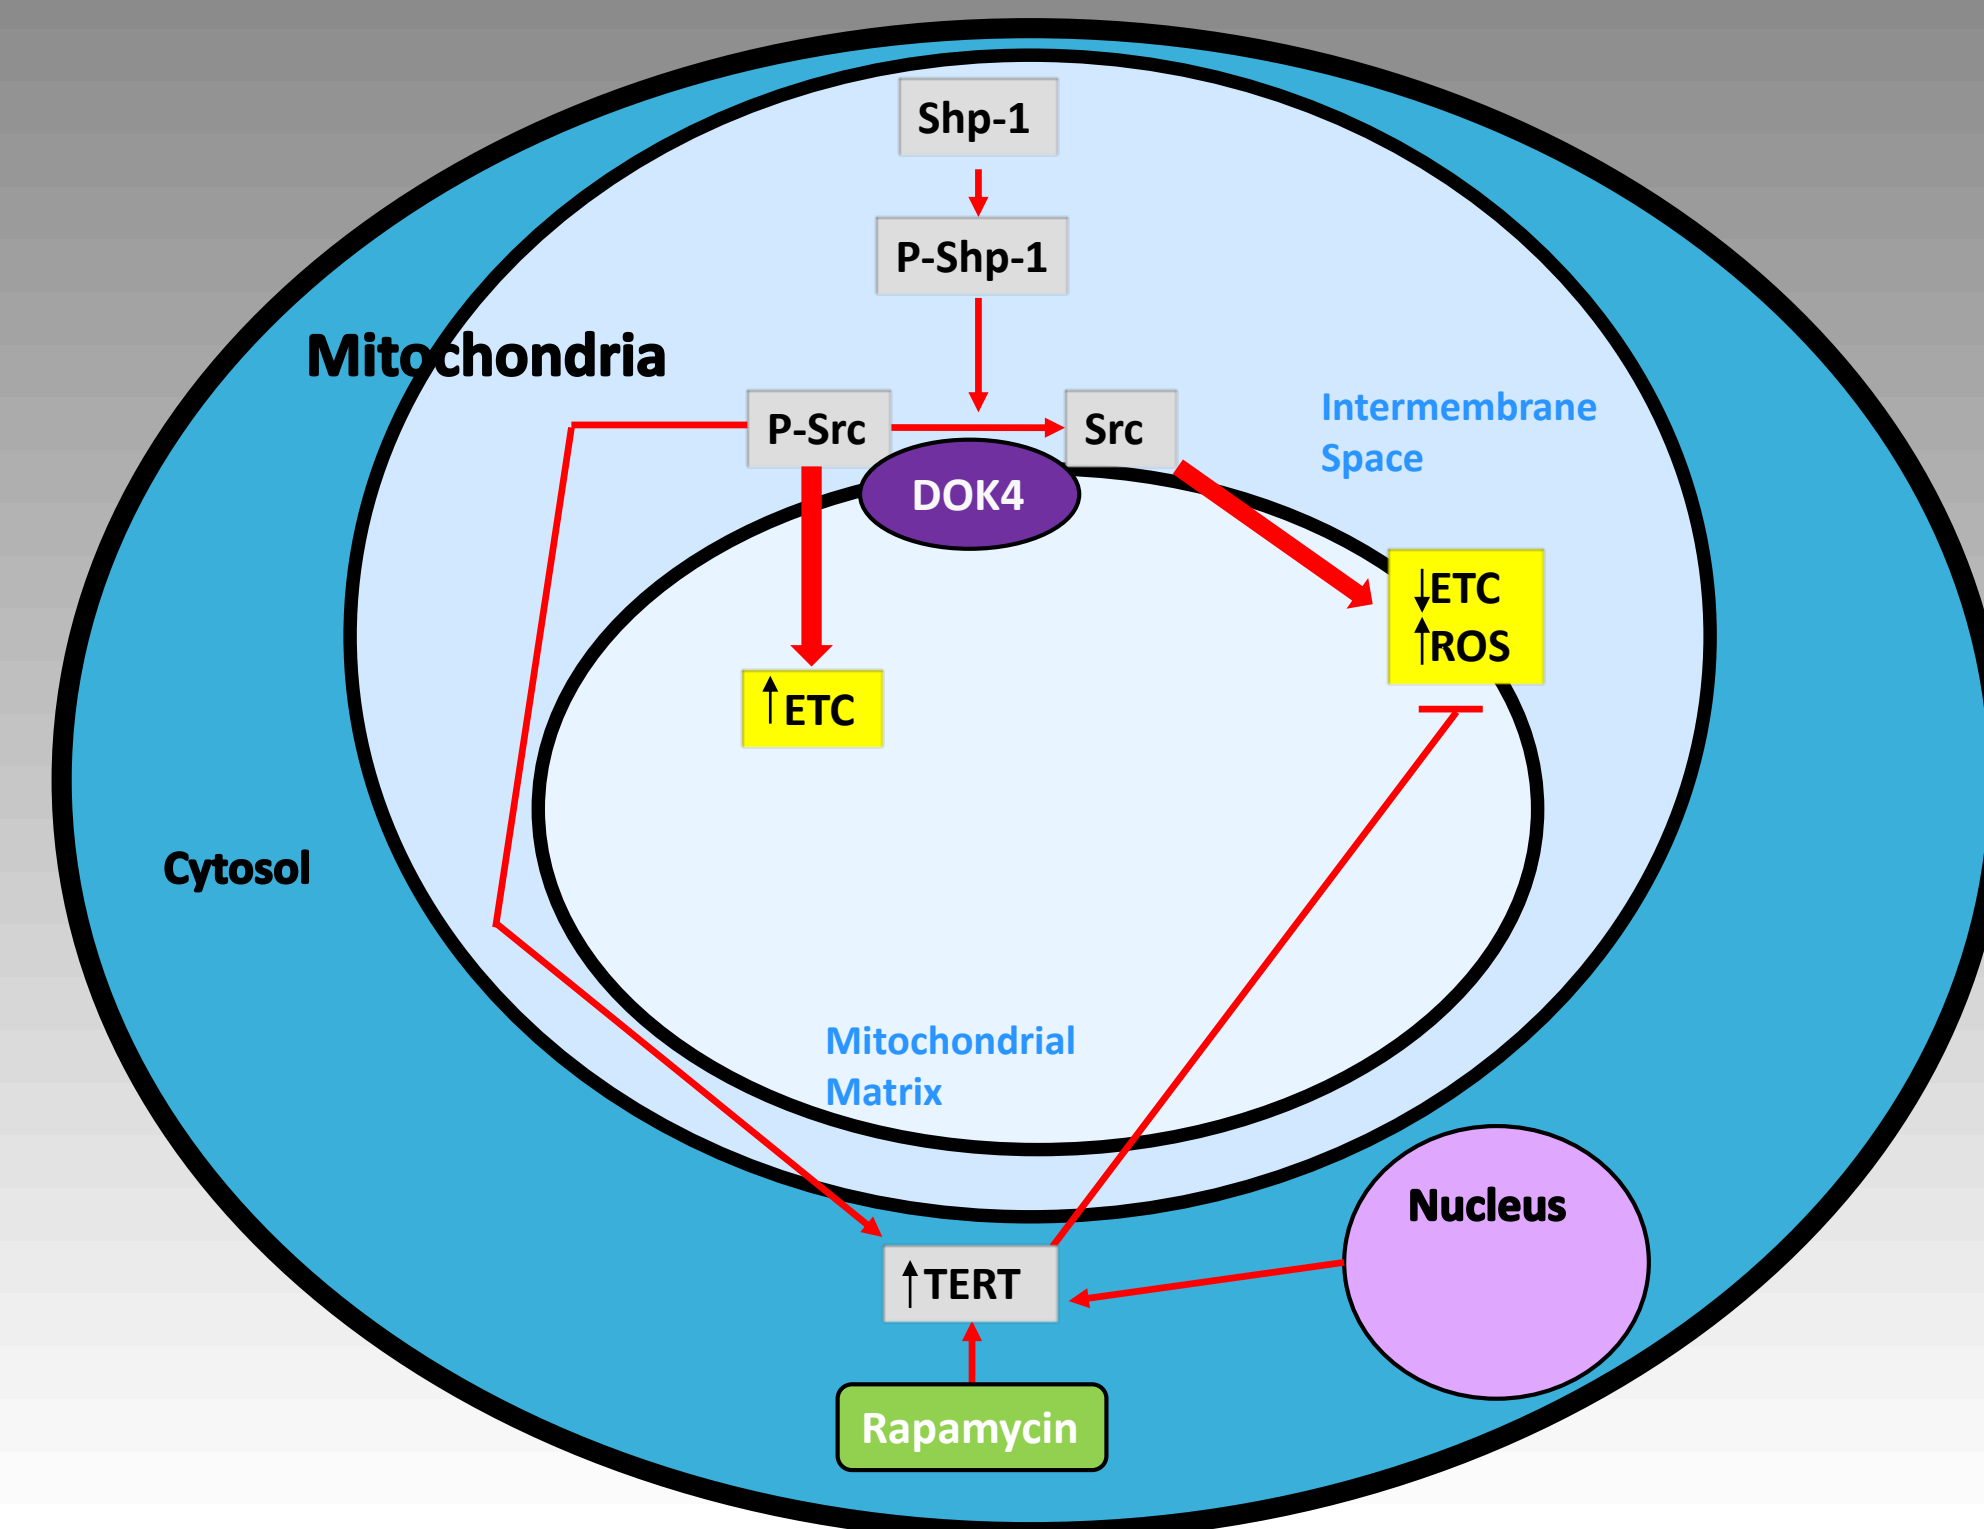 Shp-1
P-Shp-1
Mitochondria
P-Src
Src
Intermembrane
Space
DOK4
↓ETC
↑ROS
↑ETC
Cytosol
Mitochondrial
Matrix
Nucleus
↑TERT
Rapamycin